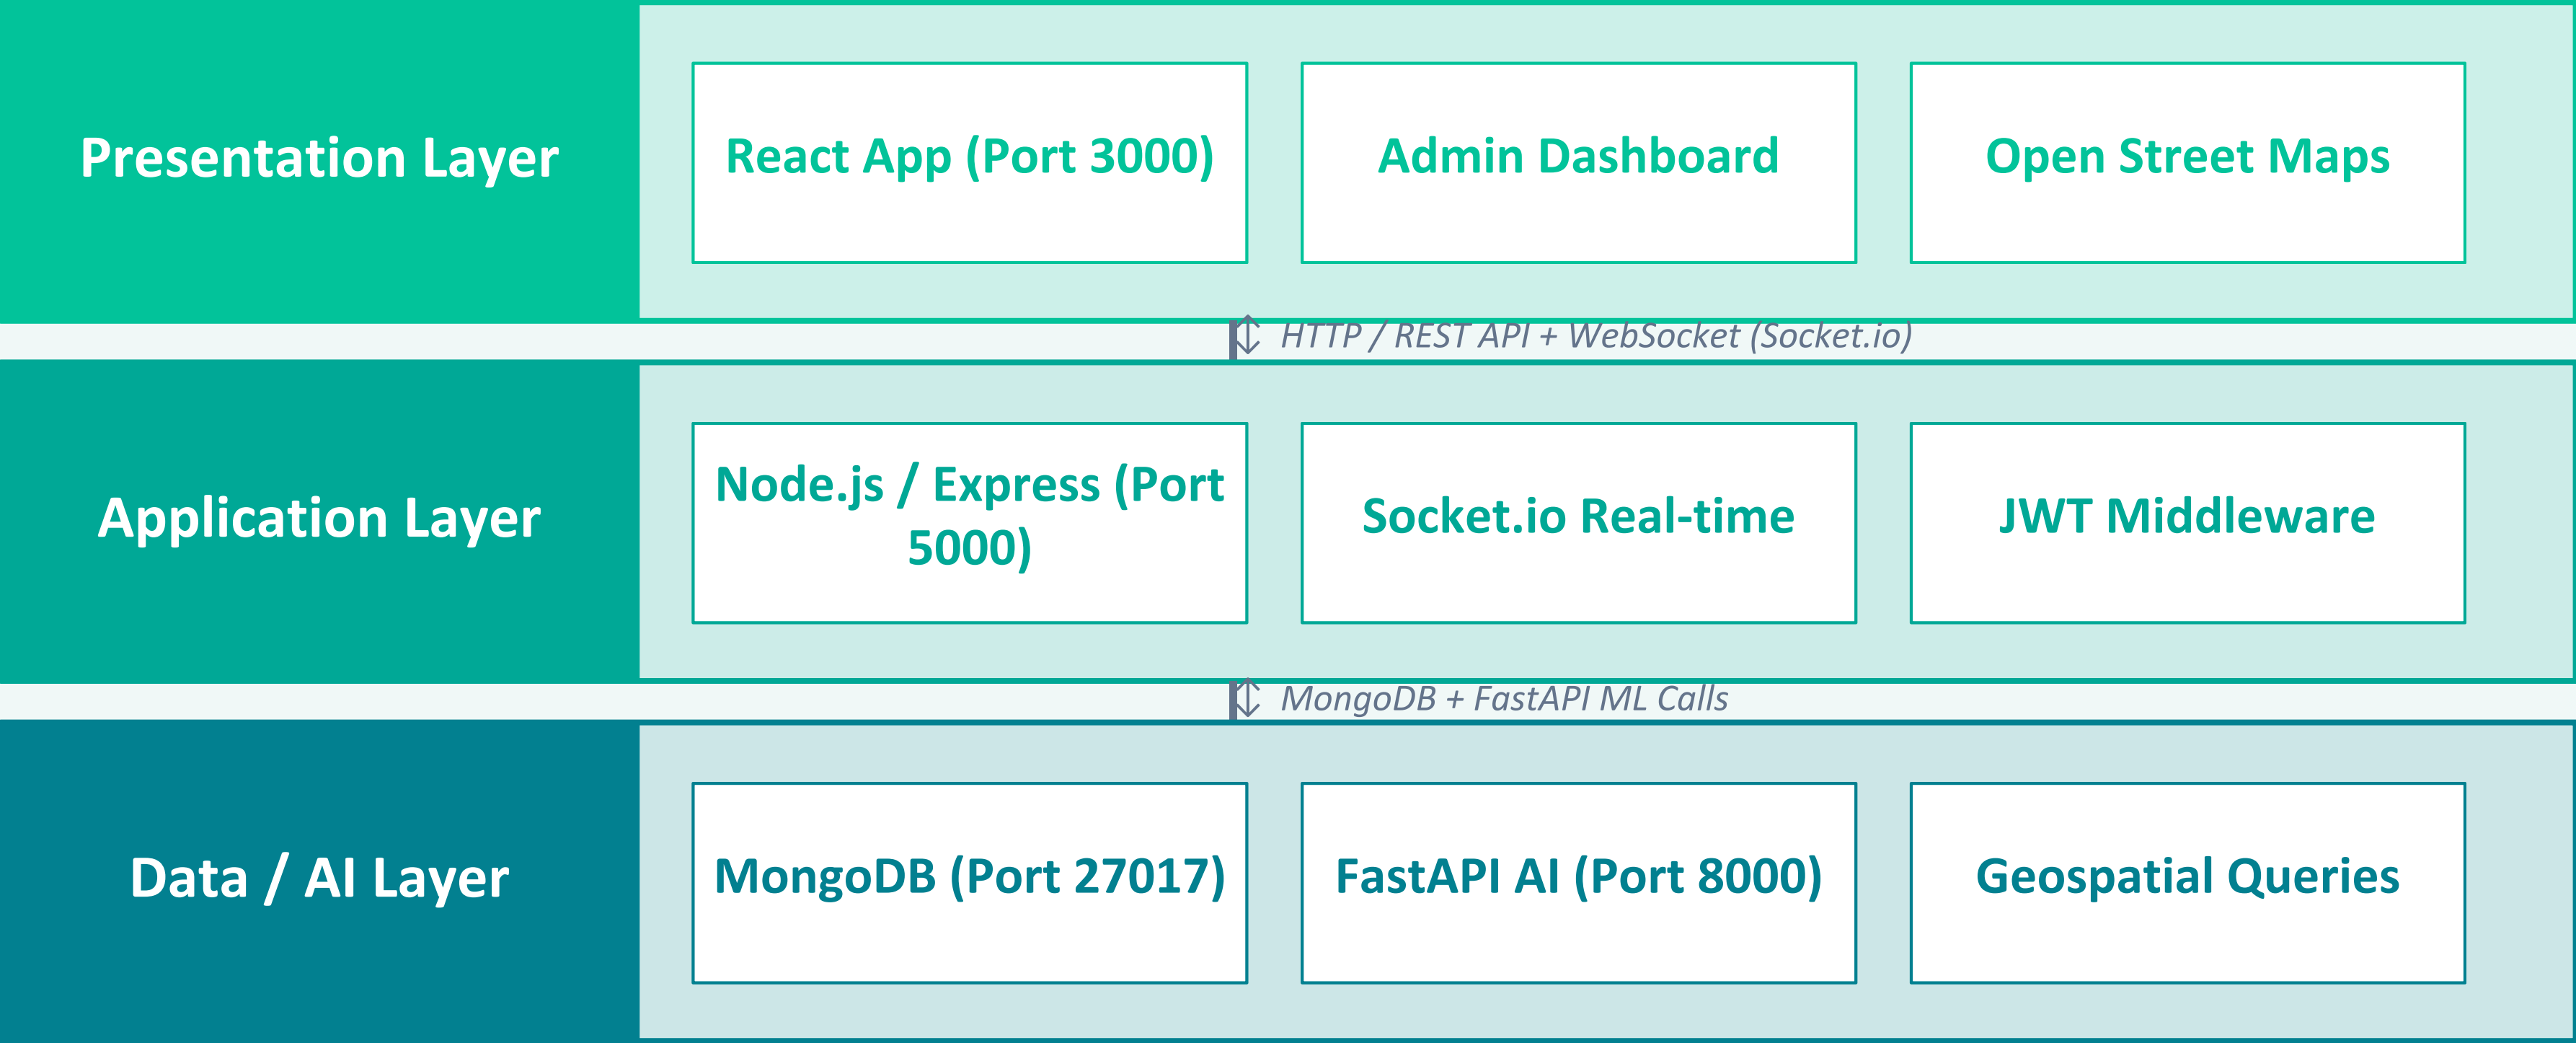 Presentation Layer
React App (Port 3000)
Admin Dashboard
Open Street Maps
↕ HTTP / REST API + WebSocket (Socket.io)
Application Layer
Node.js / Express (Port
5000)
Socket.io Real-time
JWT Middleware
↕ MongoDB + FastAPI ML Calls
Data / AI Layer
MongoDB (Port 27017)
FastAPI AI (Port 8000)
Geospatial Queries